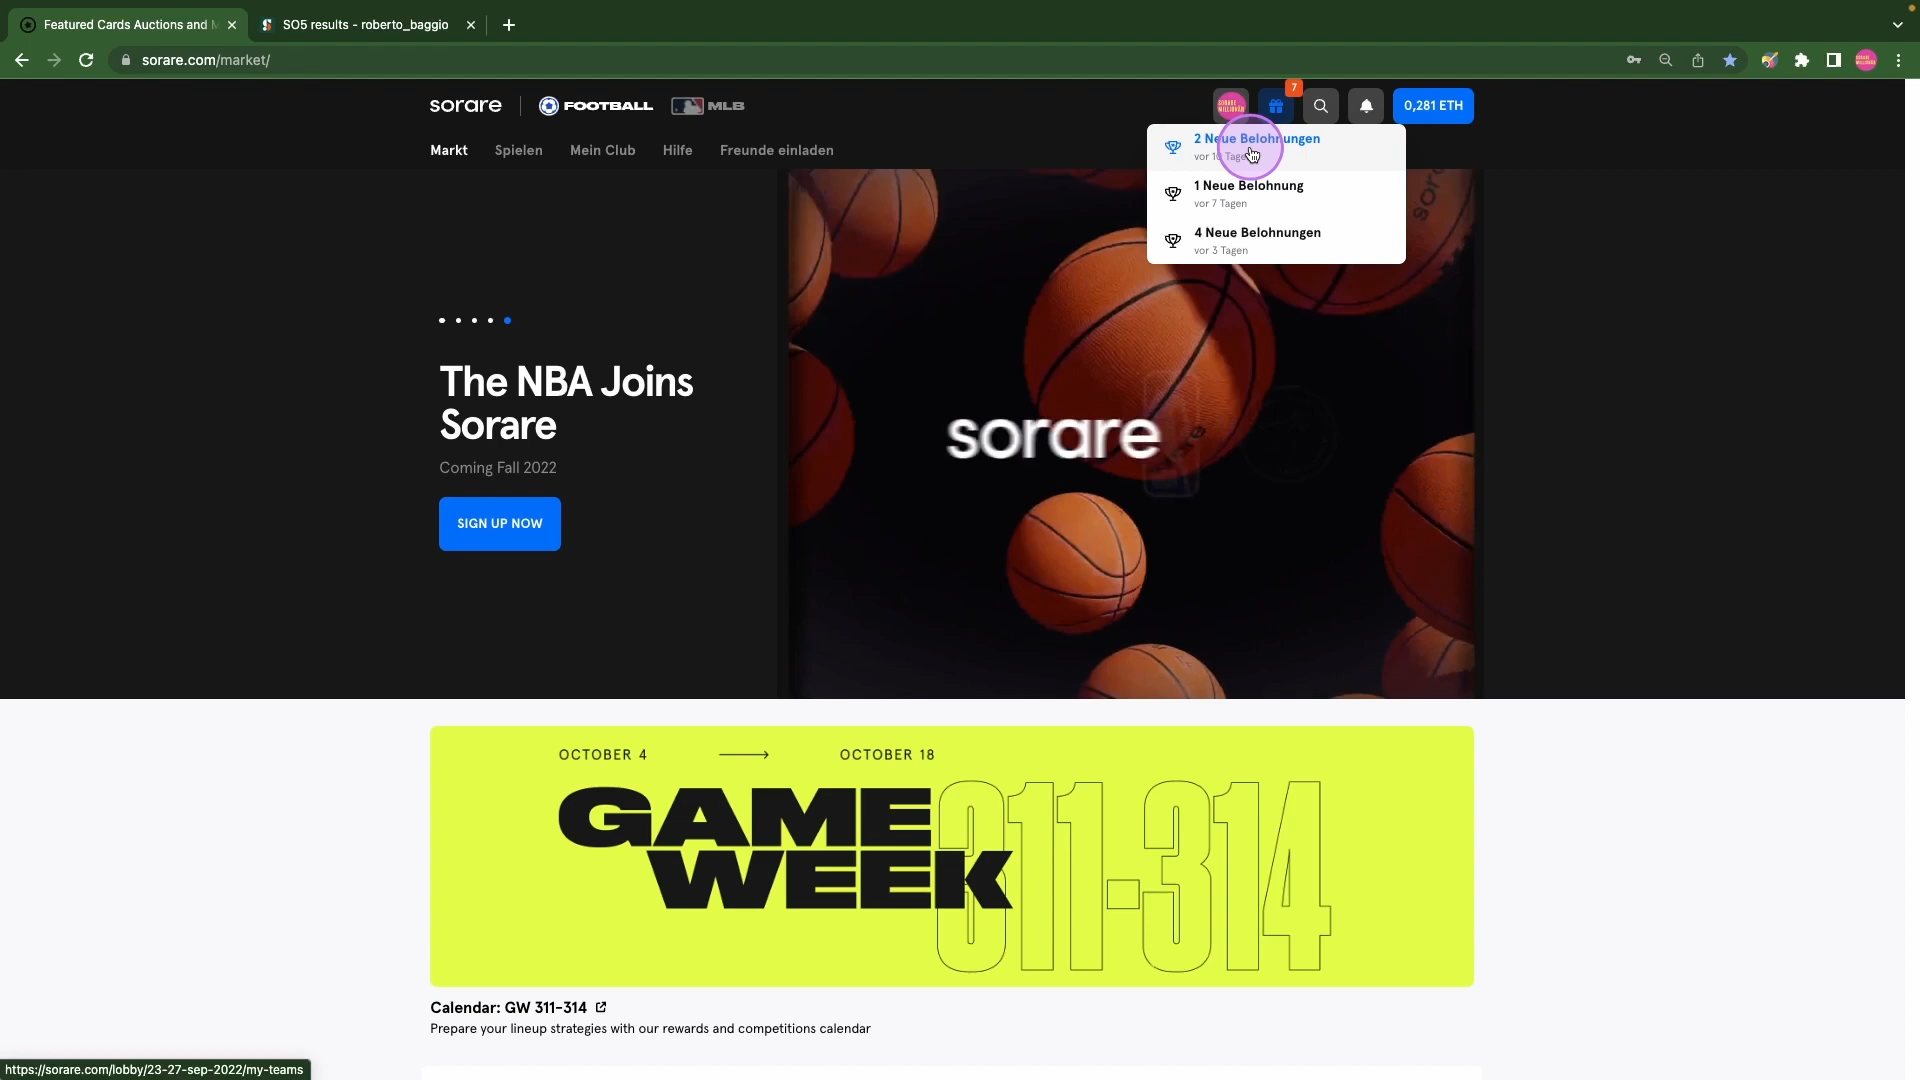 Featured Cards Auctions and M
SO5 results - roberto_baggio
sorare.com/market/
sorare
FOOTBALL
MLB
7
0,281 ETH
Markt
Spielen
Mein Club
Hilfe
Freunde einladen
2 Neue Belohnungen
vor 10 Tagen
1 Neue Belohnung
vor 7 Tagen
4 Neue Belohnungen
vor 3 Tagen
The NBA Joins
Sorare
Coming Fall 2022
SIGN UP NOW
sorare
OCTOBER 4
OCTOBER 18
GAME
WEEK
311-314
Calendar: GW 311-314
Prepare your lineup strategies with our rewards and competitions calendar
https://sorare.com/lobby/23-27-sep-2022/my-teams